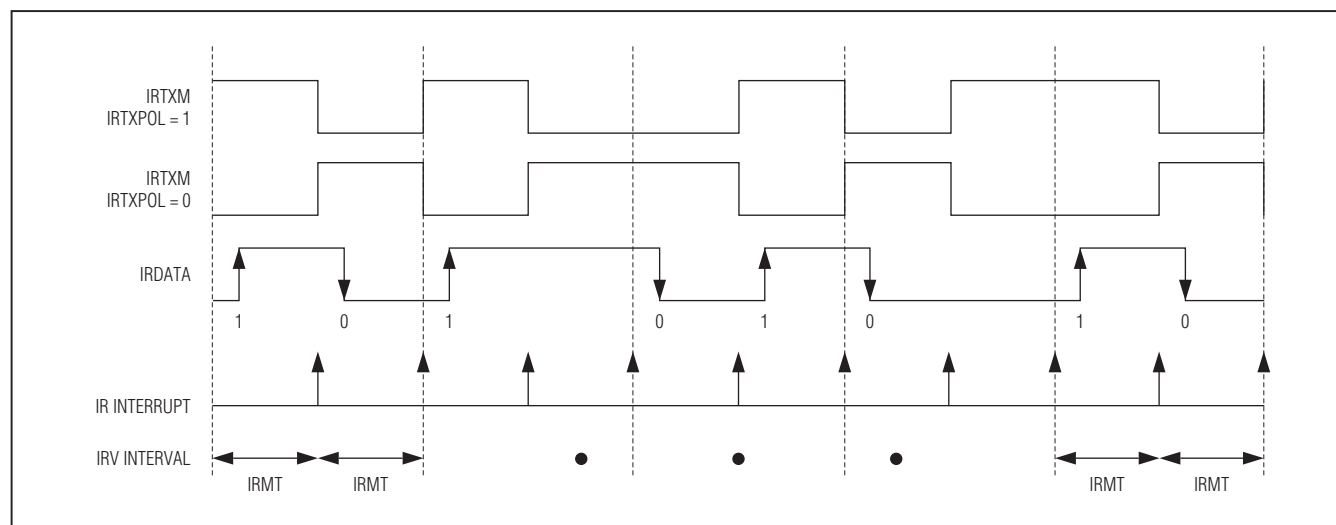 IRTXM
IRTXPOL = 1
IRTXM
IRTXPOL = 0
IRDATA
1 0 1 0 1 0 1 0
IR INTERRUPT
IRV INTERVAL
IRMT IRMT IRMT IRMT